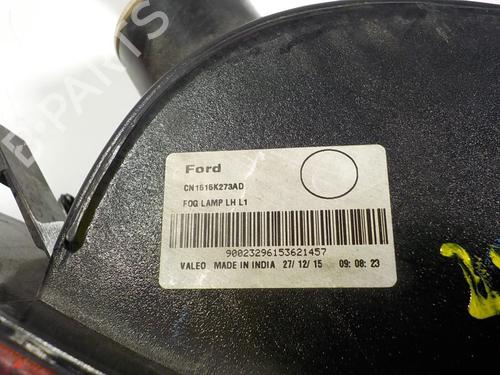 B-PARTS
Ford
CN1515K273AD
FOG LAMP LH L1
90023296153621457
VALEO MADE IN INDIA 27/12/15 09:08:23